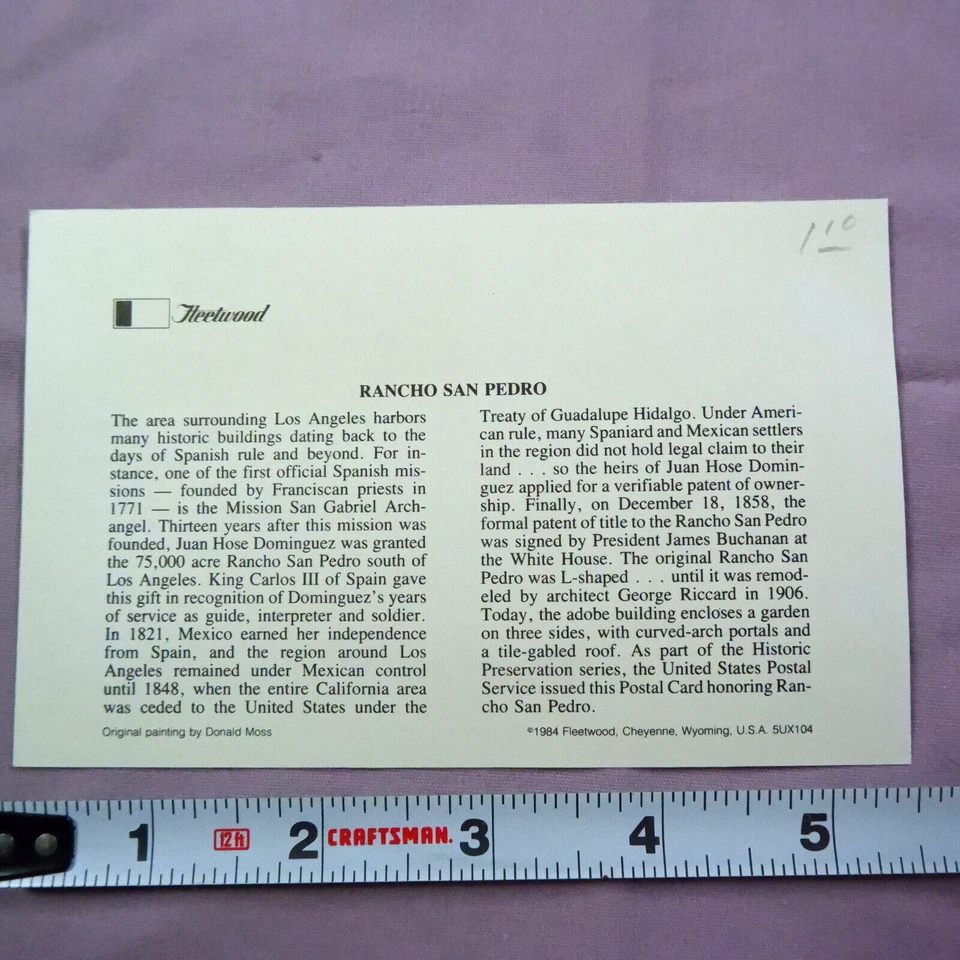 1 10
Fleetwood
RANCHO SAN PEDRO
The area surrounding Los Angeles harbors
many historic buildings dating back to the
days of Spanish rule and beyond. For in-
stance, one of the first official Spanish mis-
sions — founded by Franciscan priests in
1771 — is the Mission San Gabriel Arch-
angel. Thirteen years after this mission was
founded, Juan Hose Dominguez was granted
the 75,000 acre Rancho San Pedro south of
Los Angeles. King Carlos III of Spain gave
this gift in recognition of Dominguez's years
of service as guide, interpreter and soldier.
In 1821, Mexico earned her independence
from Spain, and the region around Los
Angeles remained under Mexican control
until 1848, when the entire California area
was ceded to the United States under the
Treaty of Guadalupe Hidalgo. Under Ameri-
can rule, many Spaniard and Mexican settlers
in the region did not hold legal claim to their
land . . . so the heirs of Juan Hose Domin-
guez applied for a verifiable patent of owner-
ship. Finally, on December 18, 1858, the
formal patent of title to the Rancho San Pedro
was signed by President James Buchanan at
the White House. The original Rancho San
Pedro was L-shaped . . . until it was remod-
eled by architect George Riccard in 1906.
Today, the adobe building encloses a garden
on three sides, with curved-arch portals and
a tile-gabled roof. As part of the Historic
Preservation series, the United States Postal
Service issued this Postal Card honoring Ran-
cho San Pedro.
Original painting by Donald Moss
©1984 Fleetwood, Cheyenne, Wyoming, U.S.A. 5UX104
1 12 ft 2 CRAFTSMAN. 3 4 5